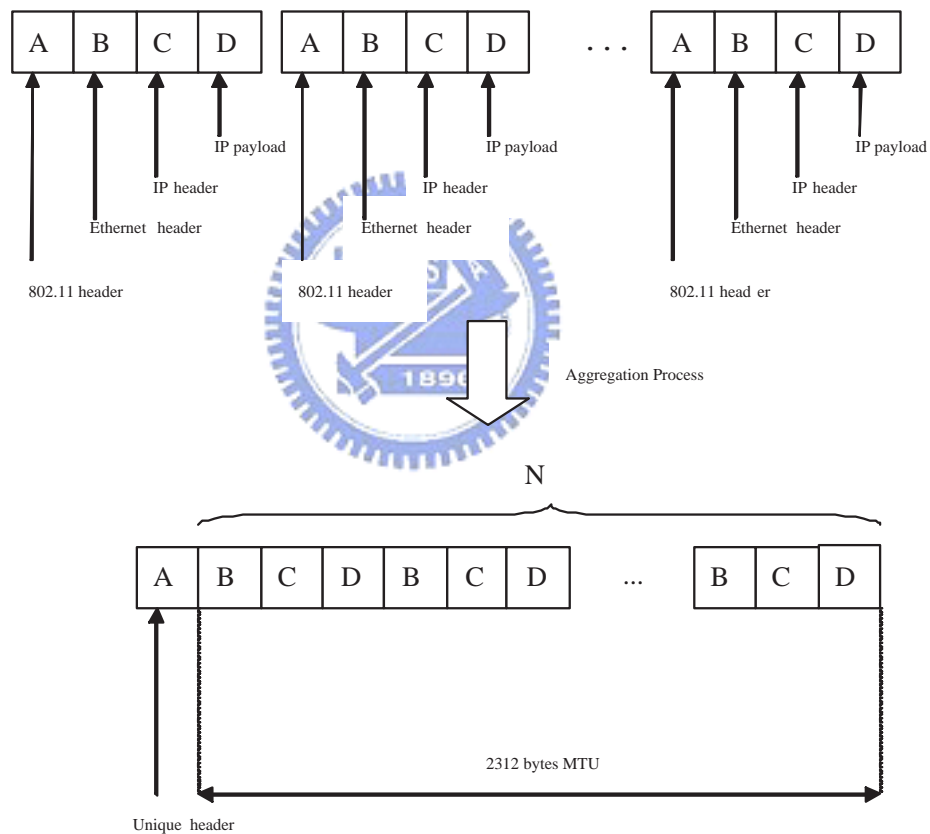 A B C D A B C D . . . A B C D
IP payload IP payload IP payload
IP header IP header IP header
Ethernet header Ethernet header Ethernet header
802.11 header 802.11 header 802.11 head er
1896
Aggregation Process
N
A B C D B C D ... B C D
2312 bytes MTU
Unique header